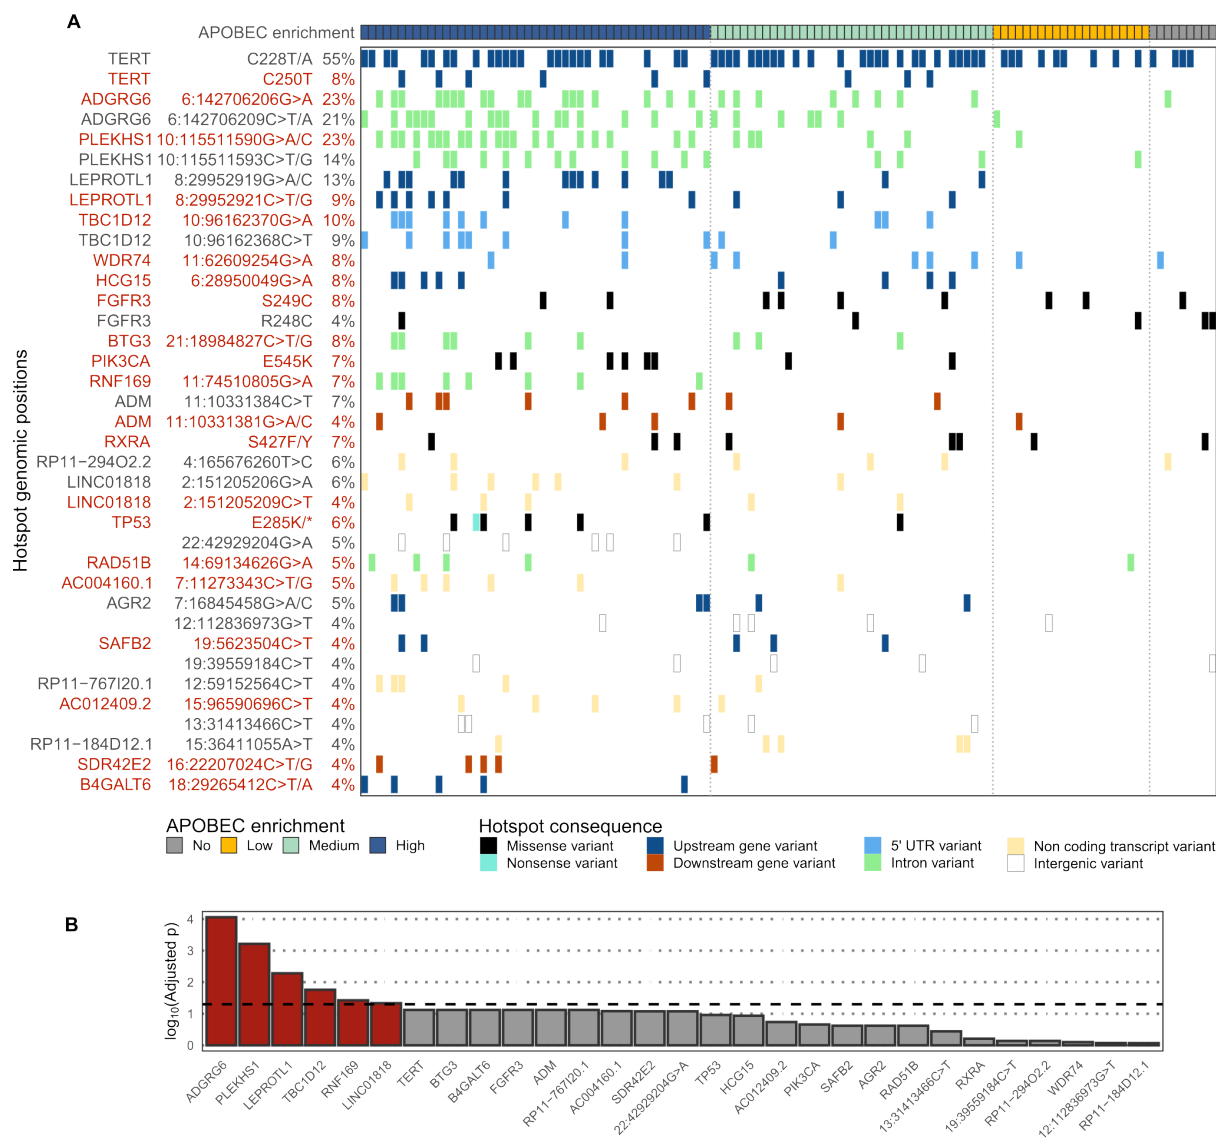 A
APOBEC enrichment
TERT C228T/A 55%
TERT C250T 8%
ADGRG6 6:142706206G>A 23%
ADGRG6 6:142706209C>T/A 21%
PLEKHS1 10:115511590G>A/C 23%
PLEKHS1 10:115511593C>T/G 14%
LEPROTL1 8:29952919G>A/C 13%
LEPROTL1 8:29952921C>T/G 9%
TBC1D12 10:96162370G>A 10%
TBC1D12 10:96162368C>T 9%
WDR74 11:62609254G>A 8%
HCG15 6:28950049G>A 8%
FGFR3 S249C 8%
FGFR3 R248C 4%
BTG3 21:18984827C>T/G 8%
PIK3CA E545K 7%
RNF169 11:74510805G>A 7%
ADM 11:10331384C>T 7%
ADM 11:10331381G>A/C 4%
RXRA S427F/Y 7%
RP11−294O2.2 4:165676260T>C 6%
LINC01818 2:151205206G>A 6%
LINC01818 2:151205209C>T 4%
TP53 E285K/* 6%
22:42929204G>A 5%
RAD51B 14:69134626G>A 5%
AC004160.1 7:11273343C>T/G 5%
AGR2 7:16845458G>A/C 5%
12:112836973G>T 4%
SAFB2 19:5623504C>T 4%
19:39559184C>T 4%
RP11−767I20.1 12:59152564C>T 4%
AC012409.2 15:96590696C>T 4%
13:31413466C>T 4%
RP11−184D12.1 15:36411055A>T 4%
SDR42E2 16:22207024C>T/G 4%
B4GALT6 18:29265412C>T/A 4%
Hotspot genomic positions
APOBEC enrichment
No Low Medium High
Hotspot consequence
Missense variant Upstream gene variant 5' UTR variant Non coding transcript variant
Nonsense variant Downstream gene variant Intron variant Intergenic variant
B
log10(Adjusted p)
4
3
2
1
0
ADGRG6
PLEKHS1
LEPROTL1
TBC1D12
RNF169
LINC01818
TERT
BTG3
B4GALT6
FGFR3
ADM
RP11−767I20.1
AC004160.1
SDR42E2
22:42929204G>A
TP53
HCG15
AC012409.2
PIK3CA
SAFB2
AGR2
RAD51B
13:31413466C−T
RXRA
19:39559184C>T
RP11−294O2.2
WDR74
12:112836973G>T
RP11−184D12.1